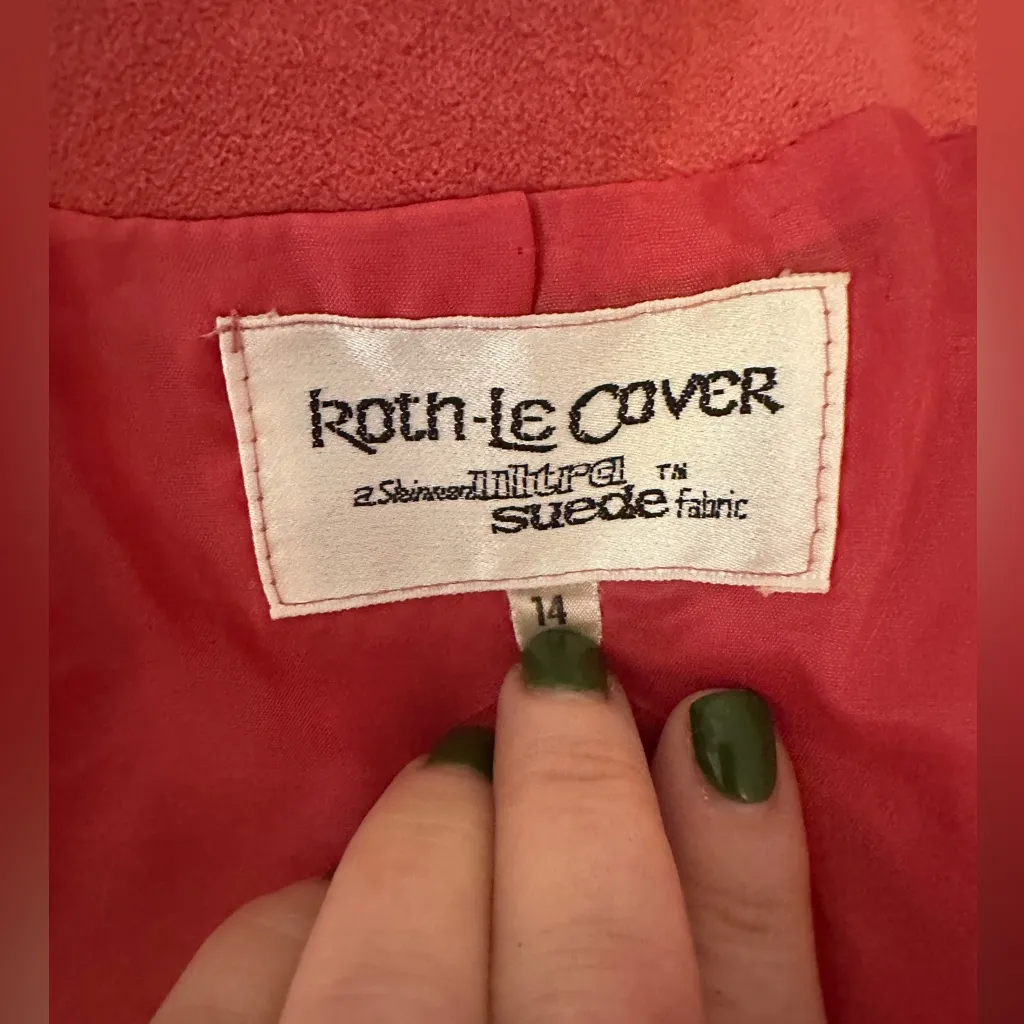 Roth-Le Cover
a Skinner ultra TM
suede fabric
14